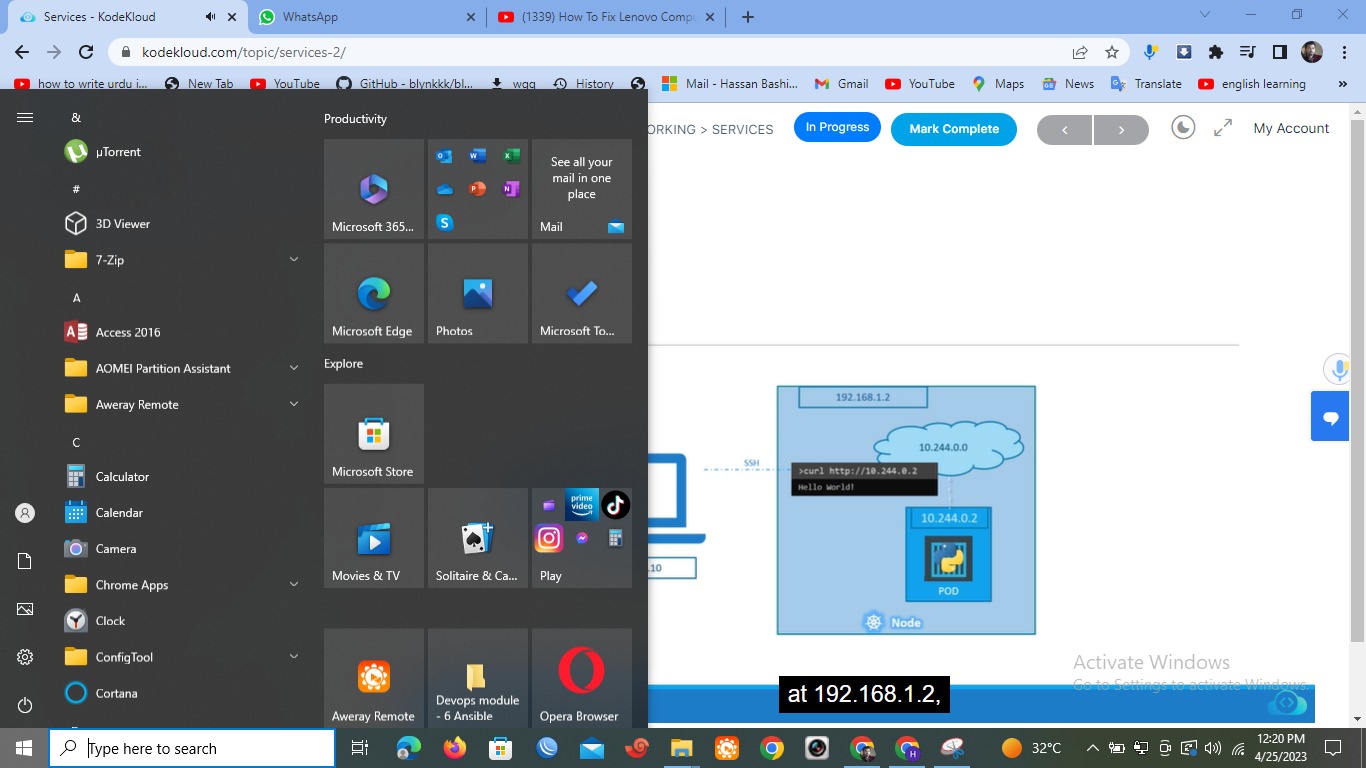 Services - KodeKloud
WhatsApp
(1339) How To Fix Lenovo Compu
kodekloud.com/topic/services-2/
how to write urdu i...
New Tab
YouTube
GitHub - blynkkk/bl...
wqq
History
Mail - Hassan Bashi...
Gmail
YouTube
Maps
News
Translate
english learning
»
&
µTorrent
#
3D Viewer
7-Zip
A
Access 2016
AOMEI Partition Assistant
Aweray Remote
C
Calculator
Calendar
Camera
Chrome Apps
Clock
ConfigTool
Cortana
Productivity
Microsoft 365...
See all your
mail in one
place
Mail
Microsoft Edge
Photos
Microsoft To...
Explore
Microsoft Store
Movies & TV
Solitaire & Ca...
prime
video
Play
Aweray Remote
Devops module
- 6 Ansible
Opera Browser
ORKING > SERVICES
In Progress
Mark Complete
<
>
My Account
192.168.1.2
10.244.0.0
SSH
>curl http://10.244.0.2
Hello World!
10.244.0.2
.10
POD
Node
Activate Windows
Go to Settings to activate Windows.
at 192.168.1.2,
Type here to search
32°C
12:20 PM
4/25/2023